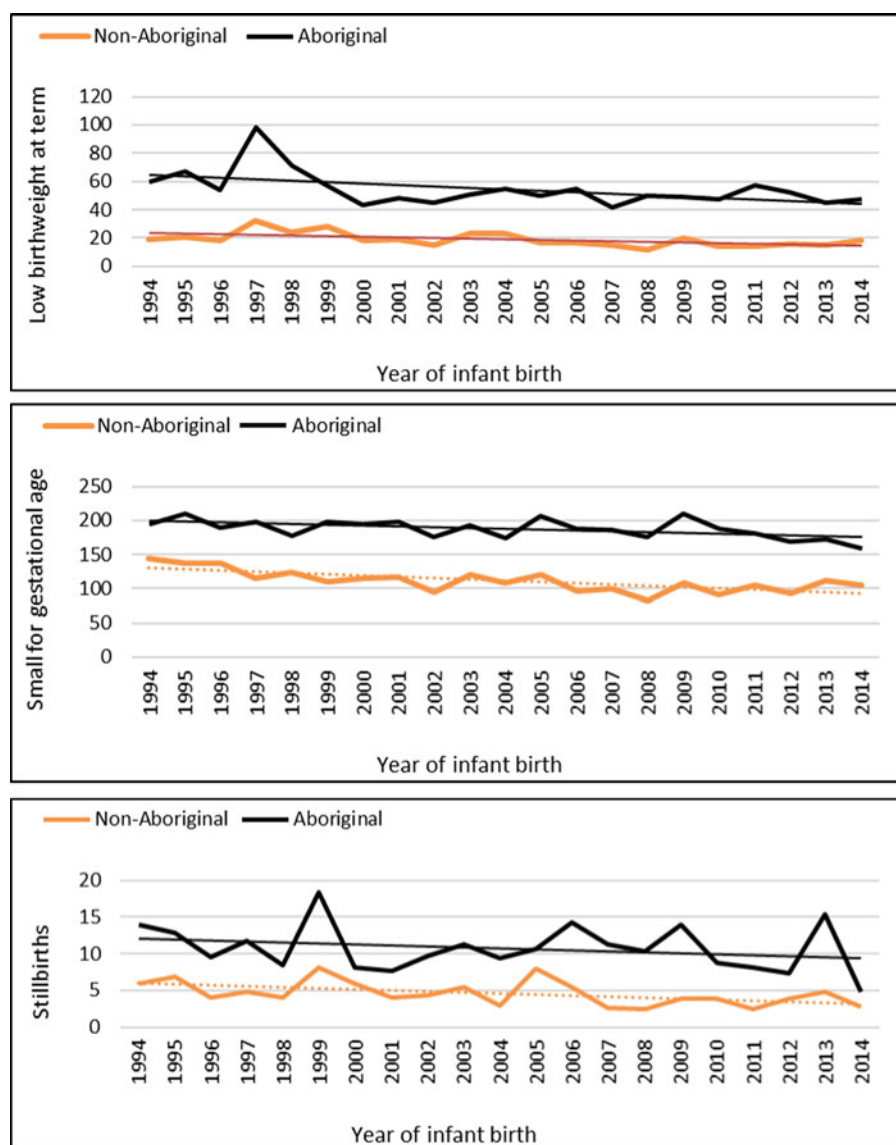 Non-Aboriginal Aboriginal
Low birthweight at term
120
100
80
60
40
20
0
1994 1995 1996 1997 1998 1999 2000 2001 2002 2003 2004 2005 2006 2007 2008 2009 2010 2011 2012 2013 2014
Year of infant birth
Non-Aboriginal Aboriginal
Small for gestational age
250
200
150
100
50
0
1994 1995 1996 1997 1998 1999 2000 2001 2002 2003 2004 2005 2006 2007 2008 2009 2010 2011 2012 2013 2014
Year of infant birth
Non-Aboriginal Aboriginal
Stillbirths
20
15
10
5
0
1994 1995 1996 1997 1998 1999 2000 2001 2002 2003 2004 2005 2006 2007 2008 2009 2010 2011 2012 2013 2014
Year of infant birth